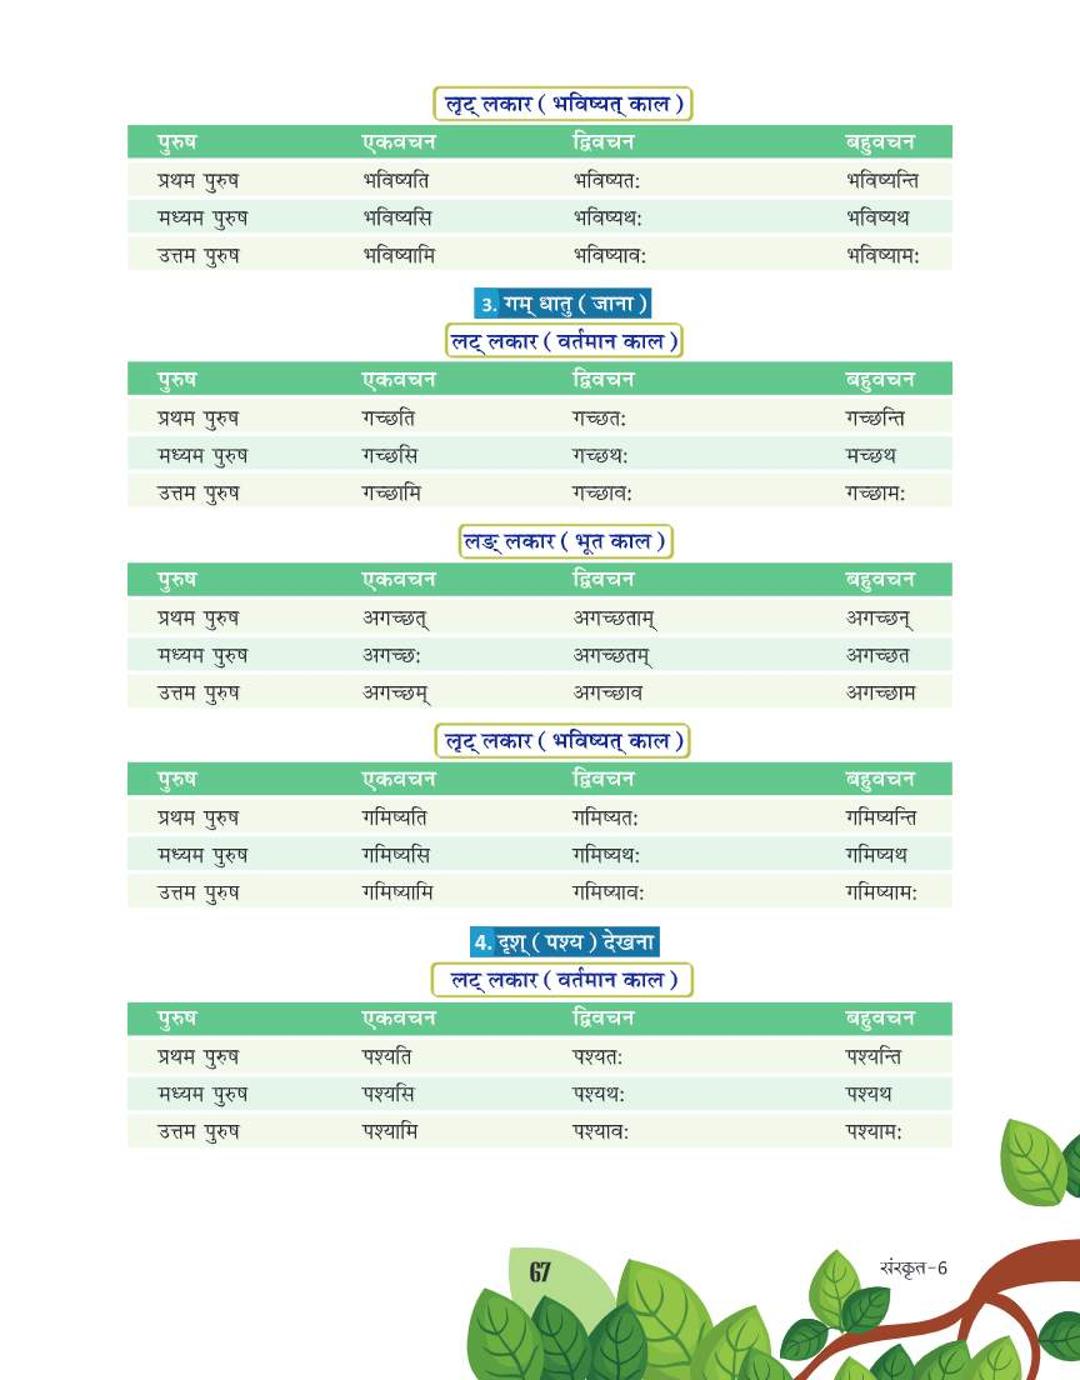 लृट् लकार ( भविष्यत् काल )
पुरुष एकवचन द्विवचन बहुवचन
प्रथम पुरुष भविष्यति भविष्यत: भविष्यन्ति
मध्यम पुरुष भविष्यसि भविष्यथ: भविष्यथ
उत्तम पुरुष भविष्यामि भविष्याव: भविष्याम:
3. गम् धातु ( जाना )
लट् लकार ( वर्तमान काल )
पुरुष एकवचन द्विवचन बहुवचन
प्रथम पुरुष गच्छति गच्छत: गच्छन्ति
मध्यम पुरुष गच्छसि गच्छथ: मच्छथ
उत्तम पुरुष गच्छामि गच्छाव: गच्छाम:
लङ् लकार ( भूत काल )
पुरुष एकवचन द्विवचन बहुवचन
प्रथम पुरुष अगच्छत् अगच्छताम् अगच्छन्
मध्यम पुरुष अगच्छ: अगच्छतम् अगच्छत
उत्तम पुरुष अगच्छम् अगच्छाव अगच्छाम
लृट् लकार ( भविष्यत् काल )
पुरुष एकवचन द्विवचन बहुवचन
प्रथम पुरुष गमिष्यति गमिष्यत: गमिष्यन्ति
मध्यम पुरुष गमिष्यसि गमिष्यथ: गमिष्यथ
उत्तम पुरुष गमिष्यामि गमिष्याव: गमिष्याम:
4. दृश् ( पश्य ) देखना
लट् लकार ( वर्तमान काल )
पुरुष एकवचन द्विवचन बहुवचन
प्रथम पुरुष पश्यति पश्यत: पश्यन्ति
मध्यम पुरुष पश्यसि पश्यथ: पश्यथ
उत्तम पुरुष पश्यामि पश्याव: पश्याम:
67
संस्कृत-6